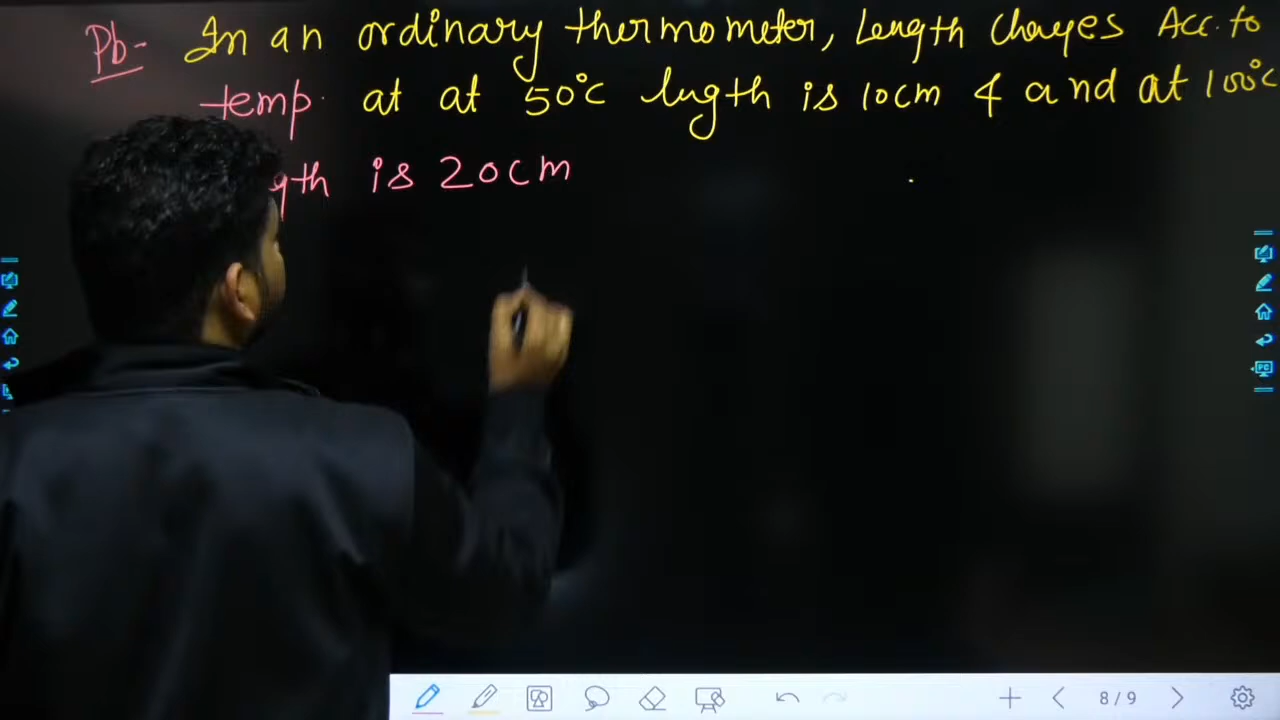 Pb- In an ordinary thermometer, Length Changes Acc. to
temp. at at 50°C length is 10cm & and at 100°C
is 20cm
8/9